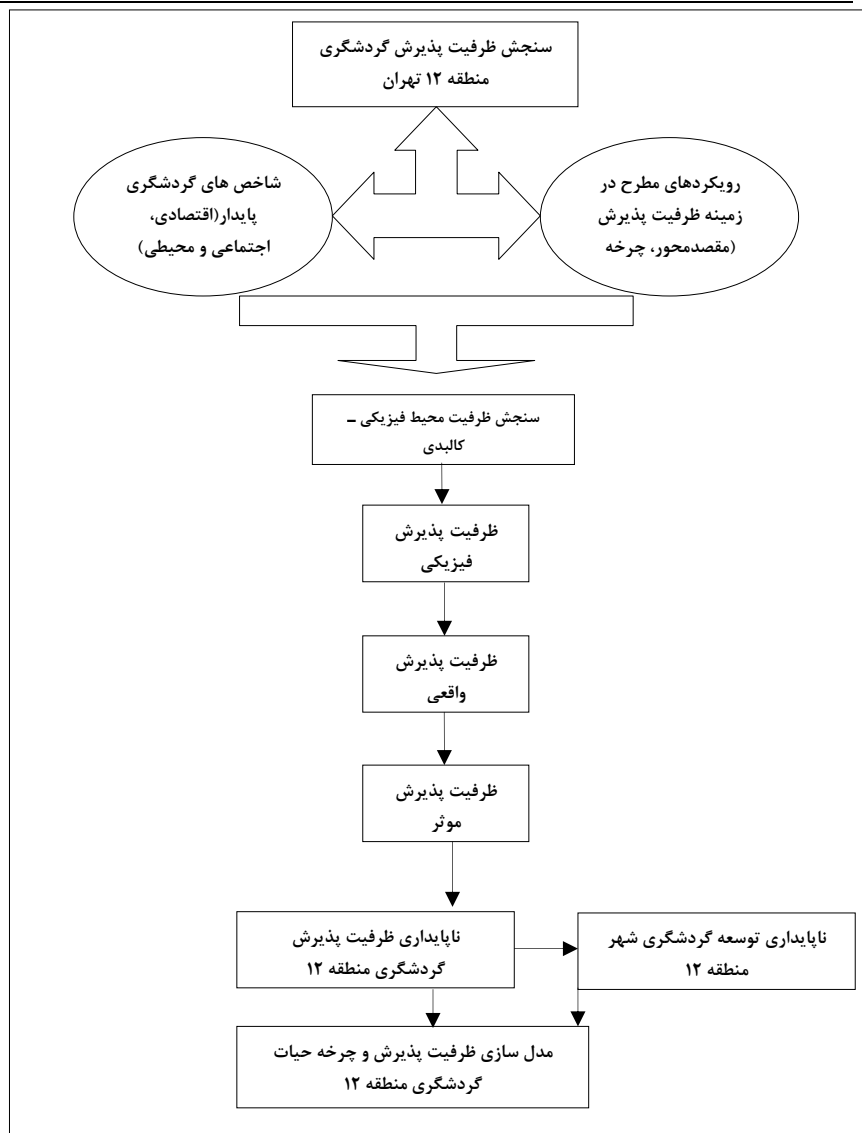 سنجش ظرفیت پذیرش گردشگری
منطقه ۱۲ تهران
رویکردهای مطرح در
زمینه ظرفیت پذیرش
(مقصدمحور، چرخه
شاخص های گردشگری
پایدار(اقتصادی،
اجتماعی و محیطی)
سنجش ظرفیت محیط فیزیکی –
کالبدی
ظرفیت پذیرش
فیزیکی
ظرفیت پذیرش
واقعی
ظرفیت پذیرش
موثر
ناپایداری توسعه گردشگری شهر
منطقه ۱۲
ناپایداری ظرفیت پذیرش
گردشگری منطقه ۱۲
مدل سازی ظرفیت پذیرش و چرخه حیات
گردشگری منطقه ۱۲